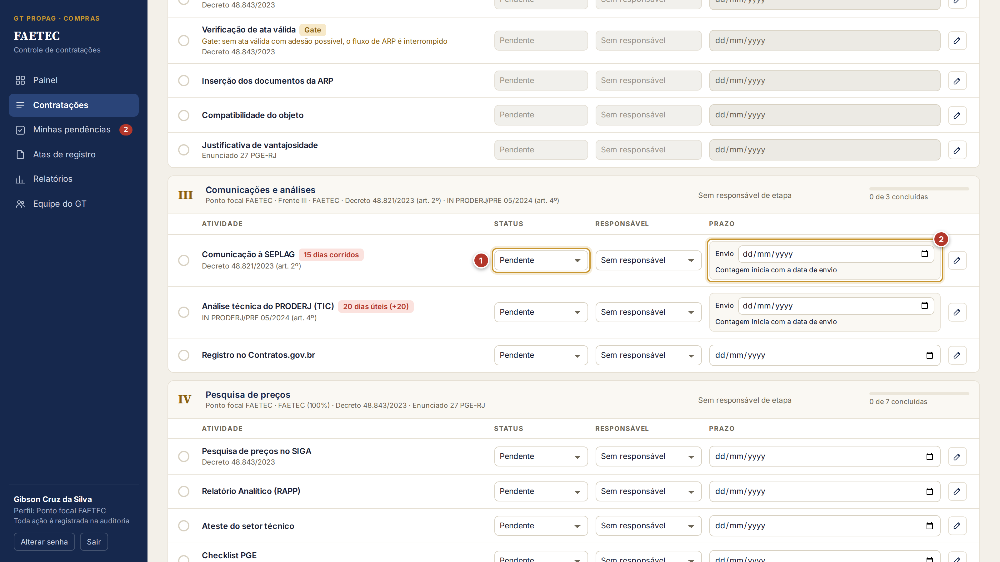 GT PROPAG · COMPRAS
FAETEC
Controle de contratações
Painel
Contratações
Minhas pendências 2
Atas de registro
Relatórios
Equipe do GT
Gibson Cruz da Silva
Perfil: Ponto focal FAETEC
Toda ação é registrada na auditoria
Alterar senha Sair
Decreto 48.843/2023 Pendente Sem responsável dd/mm/yyyy
Verificação de ata válida Gate
Gate: sem ata válida com adesão possível, o fluxo de ARP é interrompido
Decreto 48.843/2023
Pendente Sem responsável dd/mm/yyyy
Inserção dos documentos da ARP Pendente Sem responsável dd/mm/yyyy
Compatibilidade do objeto Pendente Sem responsável dd/mm/yyyy
Justificativa de vantajosidade
Enunciado 27 PGE-RJ
Pendente Sem responsável dd/mm/yyyy
III Comunicações e análises
Ponto focal FAETEC · Frente III · FAETEC · Decreto 48.821/2023 (art. 2º) · IN PRODERJ/PRE 05/2024 (art. 4º)
Sem responsável de etapa
0 de 3 concluídas
ATIVIDADE STATUS RESPONSÁVEL PRAZO
Comunicação à SEPLAG 15 dias corridos
Decreto 48.821/2023 (art. 2º)
1 Pendente Sem responsável
2
Envio dd/mm/yyyy
Contagem inicia com a data de envio
Análise técnica do PRODERJ (TIC) 20 dias úteis (+20)
IN PRODERJ/PRE 05/2024 (art. 4º)
Pendente Sem responsável
Envio dd/mm/yyyy
Contagem inicia com a data de envio
Registro no Contratos.gov.br Pendente Sem responsável dd/mm/yyyy
IV Pesquisa de preços
Ponto focal FAETEC · FAETEC (100%) · Decreto 48.843/2023 · Enunciado 27 PGE-RJ
Sem responsável de etapa
0 de 7 concluídas
ATIVIDADE STATUS RESPONSÁVEL PRAZO
Pesquisa de preços no SIGA
Decreto 48.843/2023
Pendente Sem responsável dd/mm/yyyy
Relatório Analítico (RAPP) Pendente Sem responsável dd/mm/yyyy
Ateste do setor técnico Pendente Sem responsável dd/mm/yyyy
Checklist PGE Pendente Sem responsável dd/mm/yyyy